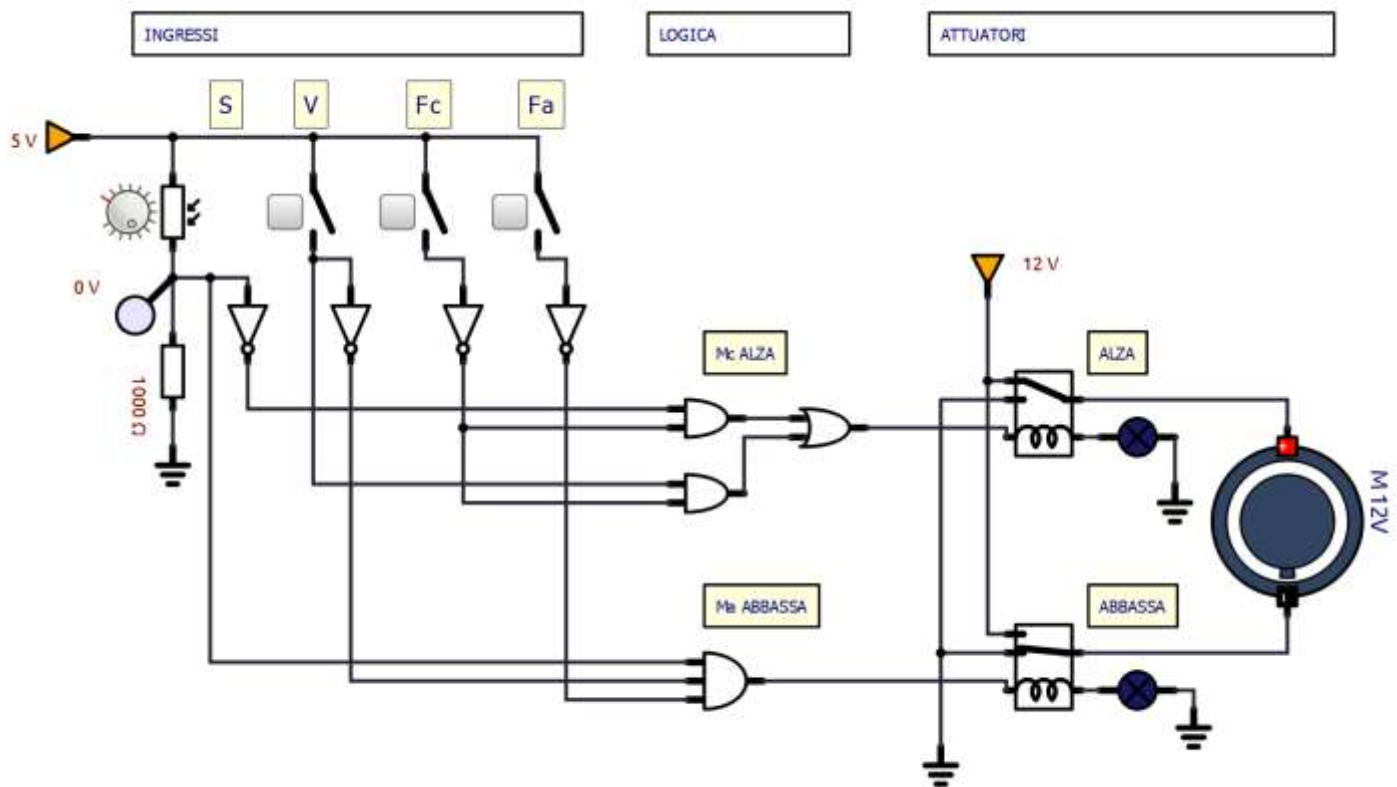 INGRESSI
LOGICA
ATTUATORI
S
V
Fc
Fa
5 V
0 V
1000 Ω
12 V
Mc ALZA
ALZA
M 12V
Ma ABBASSA
ABBASSA